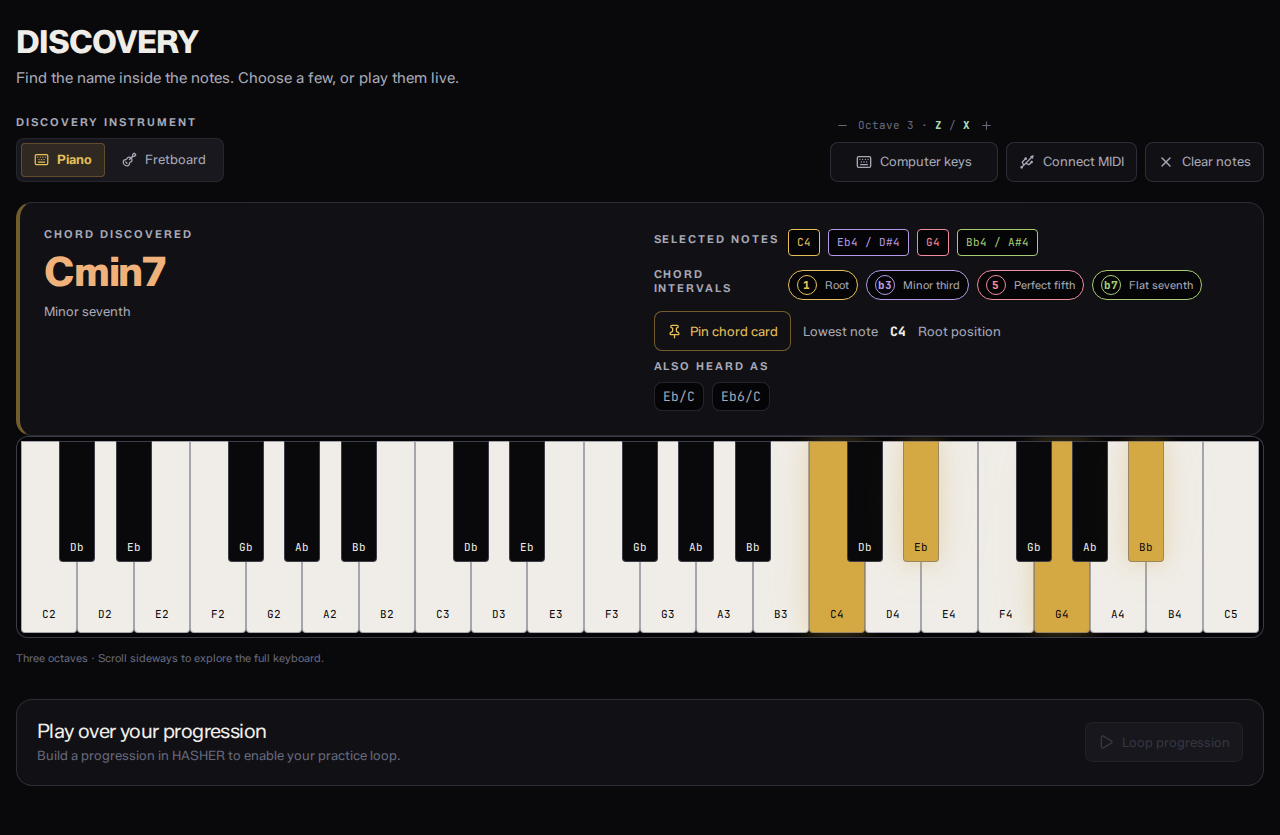 DISCOVERY
Find the name inside the notes. Choose a few, or play them live.
DISCOVERY INSTRUMENT
Piano
Fretboard
— Octave 3 · Z / X +
Computer keys
Connect MIDI
Clear notes
CHORD DISCOVERED
Cmin7
Minor seventh
SELECTED NOTES C4 Eb4 / D#4 G4 Bb4 / A#4
CHORD INTERVALS 1 Root b3 Minor third 5 Perfect fifth b7 Flat seventh
Pin chord card Lowest note C4 Root position
ALSO HEARD AS
Eb/C Eb6/C
Db Eb Gb Ab Bb Db Eb Gb Ab Bb Db Eb Gb Ab Bb
C2 D2 E2 F2 G2 A2 B2 C3 D3 E3 F3 G3 A3 B3 C4 D4 E4 F4 G4 A4 B4 C5
Three octaves · Scroll sideways to explore the full keyboard.
Play over your progression
Build a progression in HASHER to enable your practice loop.
Loop progression